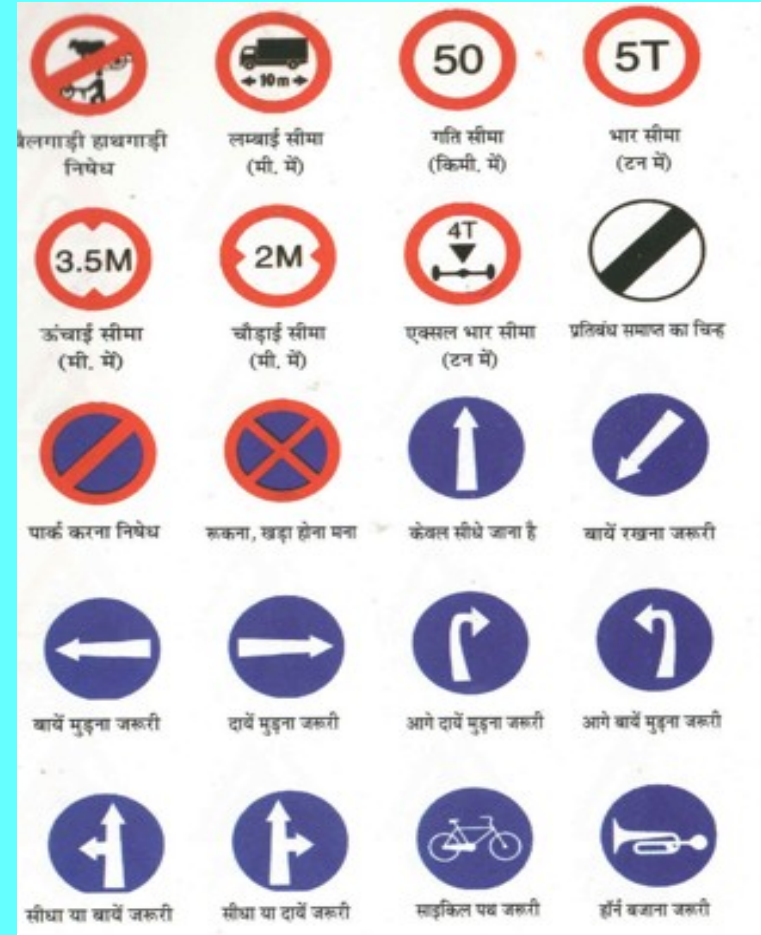 10m
50
5T
बैलगाड़ी हाथगाड़ी
निषेध
लम्बाई सीमा
(मी. में)
गति सीमा
(किमी. में)
भार सीमा
(टन में)
3.5M
2M
4T
ऊंचाई सीमा
(मी. में)
चौड़ाई सीमा
(मी. में)
एक्सल भार सीमा
(टन में)
प्रतिबंध समाप्त का चिन्ह
पार्क करना निषेध
रूकना, खड़ा होना मना
केवल सीधे जाना है
बायें रखना जरूरी
बायें मुड़ना जरूरी
दायें मुड़ना जरूरी
आगे दायें मुड़ना जरूरी
आगे बायें मुड़ना जरूरी
सीधा या बायें जरूरी
सीधा या दायें जरूरी
साइकिल पथ जरूरी
हॉर्न बजाना जरूरी